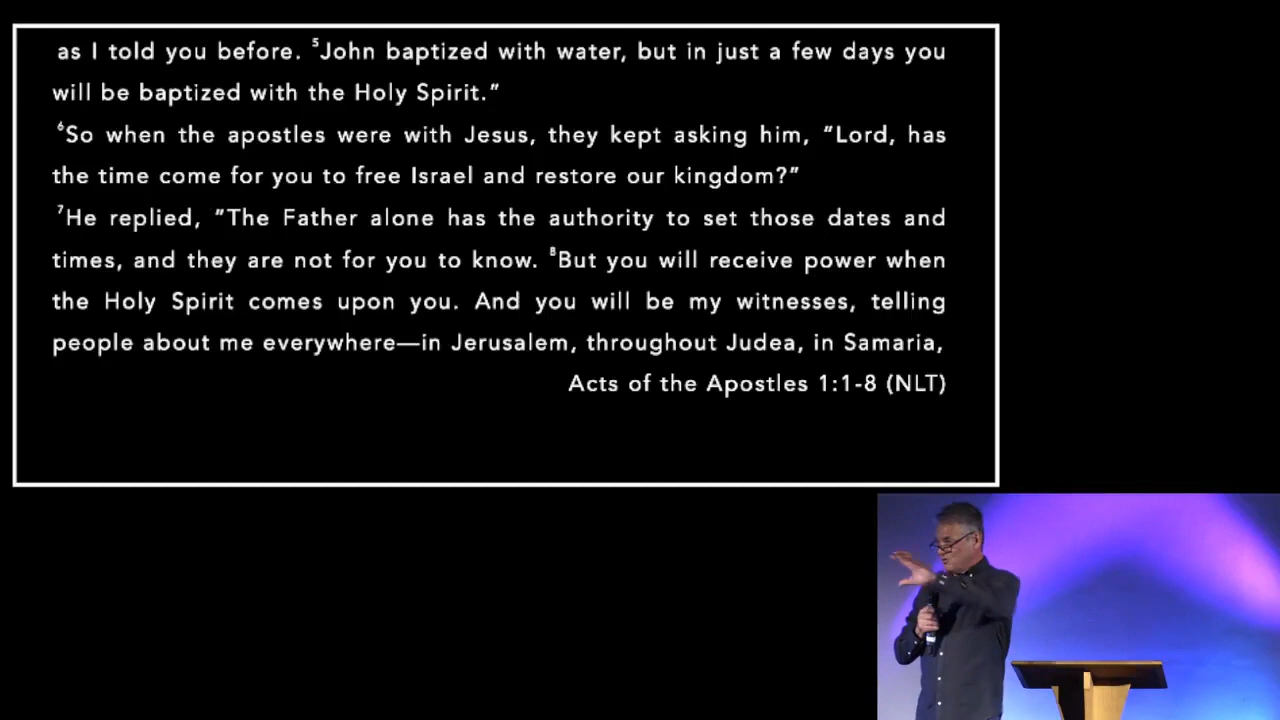 as I told you before. ⁵John baptized with water, but in just a few days you
will be baptized with the Holy Spirit.”
⁶So when the apostles were with Jesus, they kept asking him, “Lord, has
the time come for you to free Israel and restore our kingdom?”
⁷He replied, “The Father alone has the authority to set those dates and
times, and they are not for you to know. ⁸But you will receive power when
the Holy Spirit comes upon you. And you will be my witnesses, telling
people about me everywhere—in Jerusalem, throughout Judea, in Samaria,
Acts of the Apostles 1:1-8 (NLT)